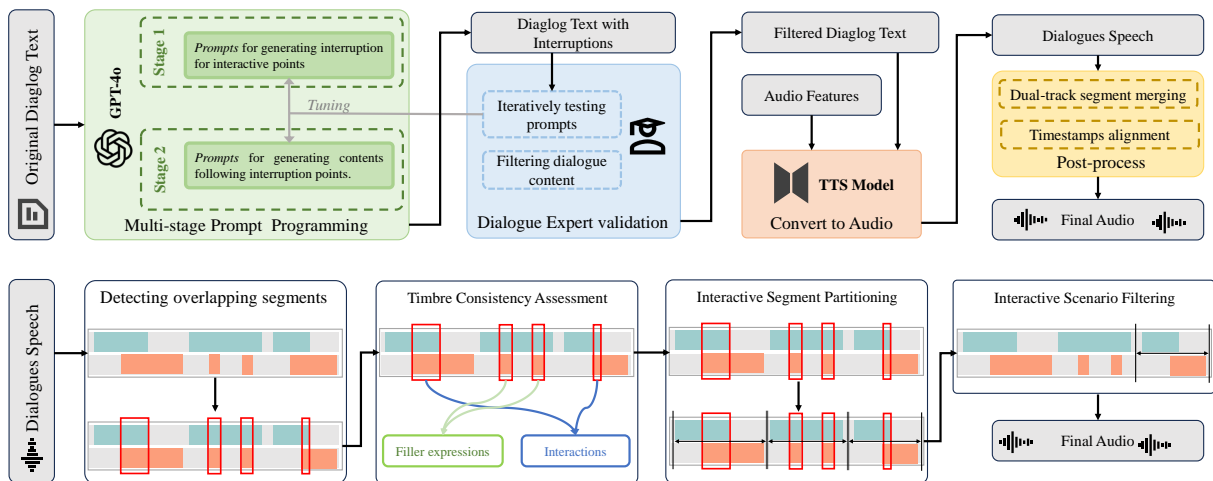 Original Diaglog Text
GPT-4o
Stage 1
Prompts for generating interruption
for interactive points
Tuning
Stage 2
Prompts for generating contents
following interruption points.
Multi-stage Prompt Programming
Diaglog Text with
Interruptions
Iteratively testing
prompts
Filtering dialogue
content
Dialogue Expert validation
Filtered Diaglog Text
Audio Features
TTS Model
Convert to Audio
Dialogues Speech
Dual-track segment merging
Timestamps alignment
Post-process
Final Audio
Dialogues Speech
Detecting overlapping segments
Timbre Consistency Assessment
Filler expressions
Interactions
Interactive Segment Partitioning
Interactive Scenario Filtering
Final Audio